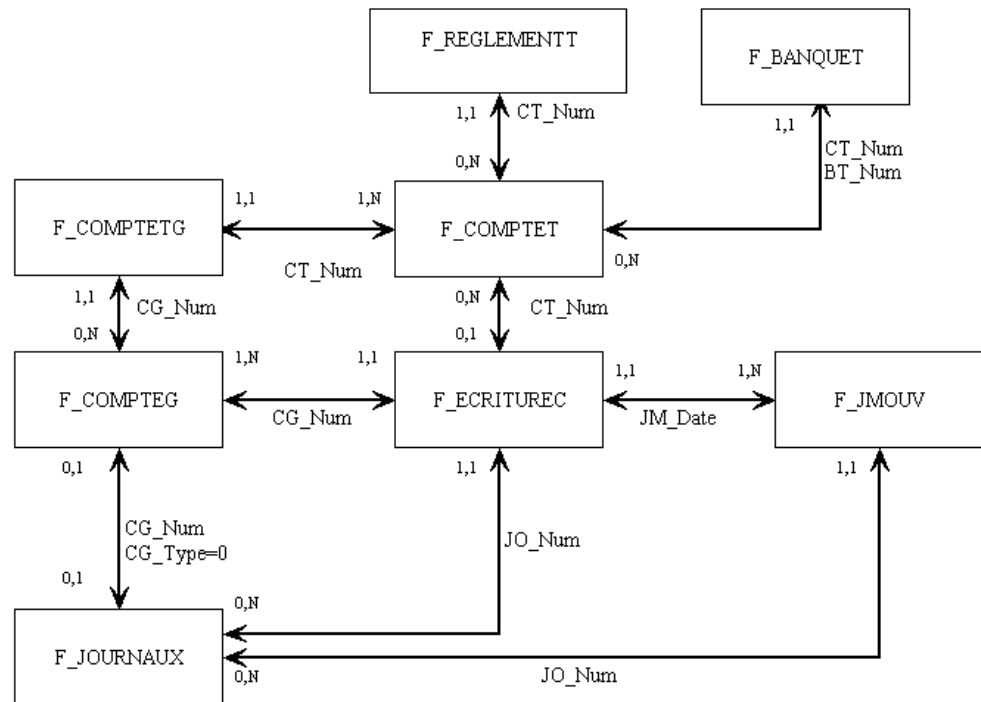 F_REGLEMENTT
F_BANQUET
1,1
CT_Num
1,1
0,N
CT_Num
BT_Num
F_COMPTETG
1,1
1,N
F_COMPTET
CT_Num
0,N
1,1
CG_Num
0,N
0,N
CT_Num
0,1
F_COMPTEG
1,N
1,1
CG_Num
F_ECRITUREC
1,1
1,N
JM_Date
F_JMOUV
0,1
1,1
1,1
CG_Num
CG_Type=0
JO_Num
0,1
0,N
F_JOURNAUX
0,N
JO_Num